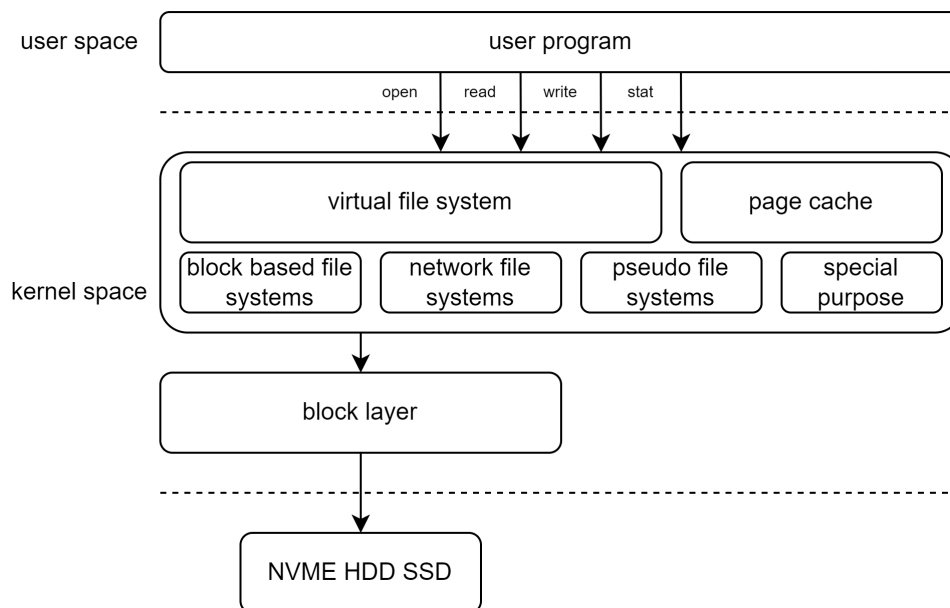 user space
user program
open
read
write
stat
virtual file system
page cache
kernel space
block based file
systems
network file
systems
pseudo file
systems
special
purpose
block layer
NVME HDD SSD